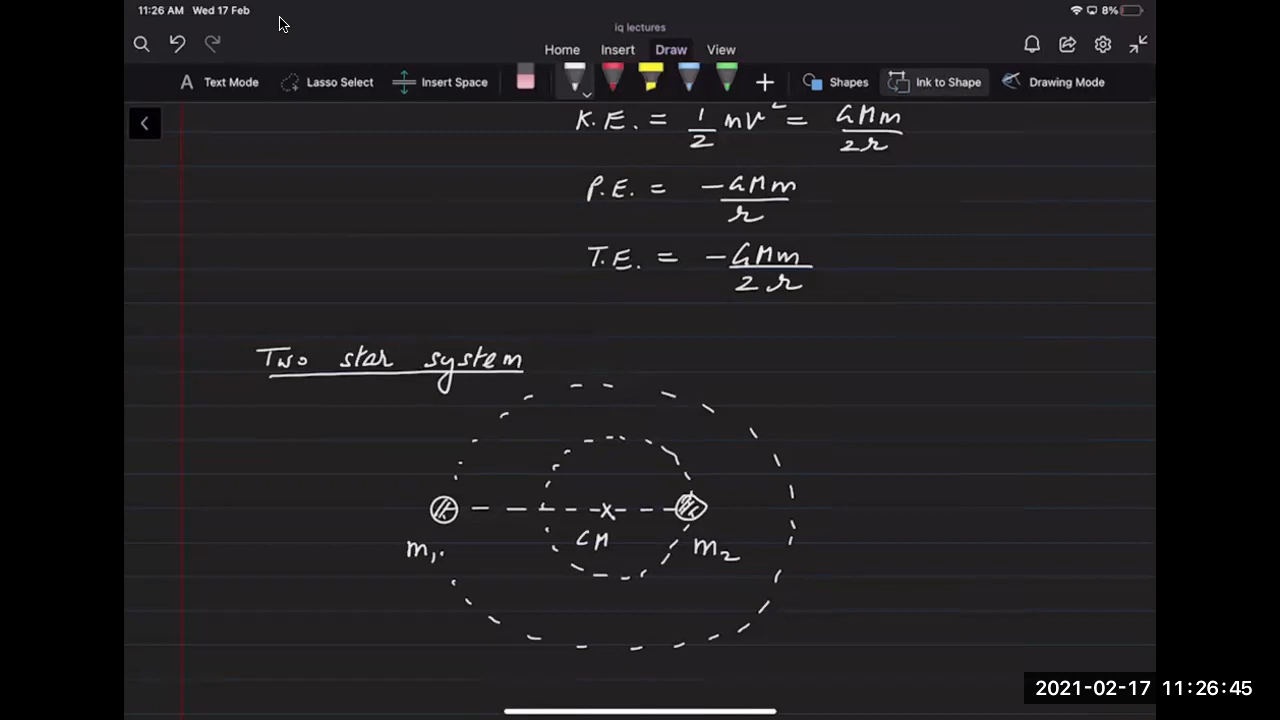 11:26 AM Wed 17 Feb
8%
iq lectures
Home Insert Draw View
Text Mode Lasso Select Insert Space Shapes Ink to Shape Drawing Mode
K.E. = 1/2 mv² = GMm/2r
P.E. = -GMm/r
T.E. = -GMm/2r
Two star system
x
CM
m₁. m₂
2021-02-17 11:26:45